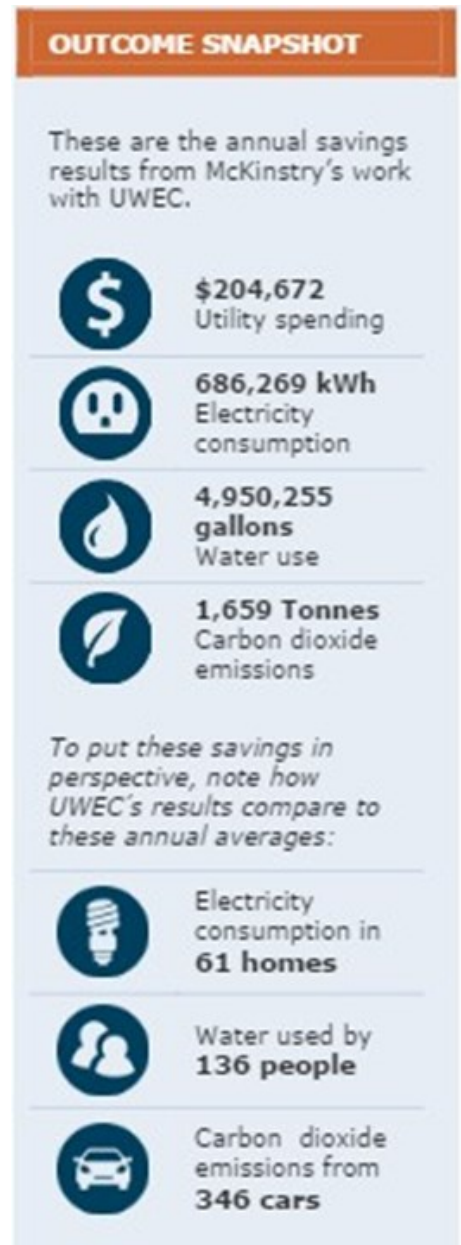 OUTCOME SNAPSHOT
These are the annual savings
results from McKinstry's work
with UWEC.
$204,672
Utility spending
686,269 kWh
Electricity
consumption
4,950,255
gallons
Water use
1,659 Tonnes
Carbon dioxide
emissions
To put these savings in
perspective, note how
UWEC's results compare to
these annual averages:
Electricity
consumption in
61 homes
Water used by
136 people
Carbon dioxide
emissions from
346 cars